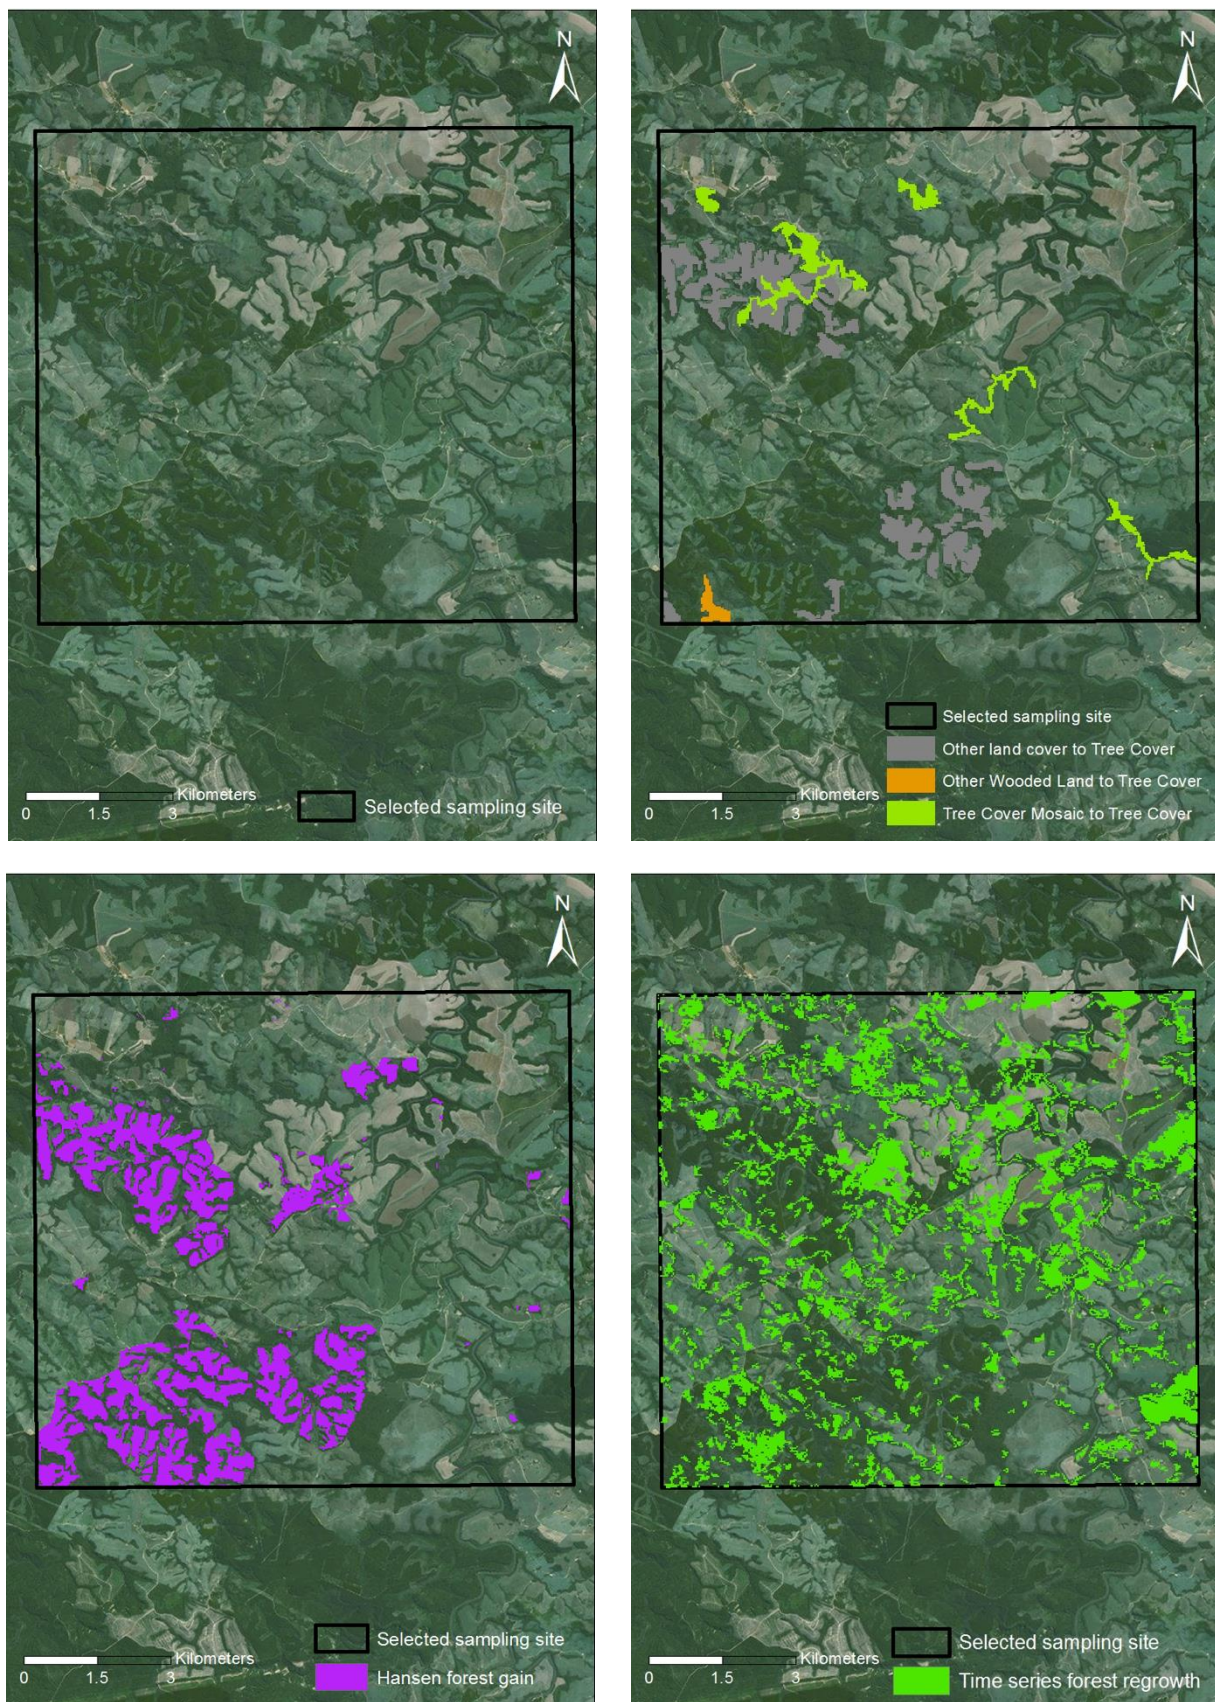 N
Kilometers
0 1.5 3
Selected sampling site
N
Selected sampling site
Other land cover to Tree Cover
Other Wooded Land to Tree Cover
Tree Cover Mosaic to Tree Cover
Kilometers
0 1.5 3
N
Selected sampling site
Hansen forest gain
Kilometers
0 1.5 3
N
Selected sampling site
Time series forest regrowth
Kilometers
0 1.5 3